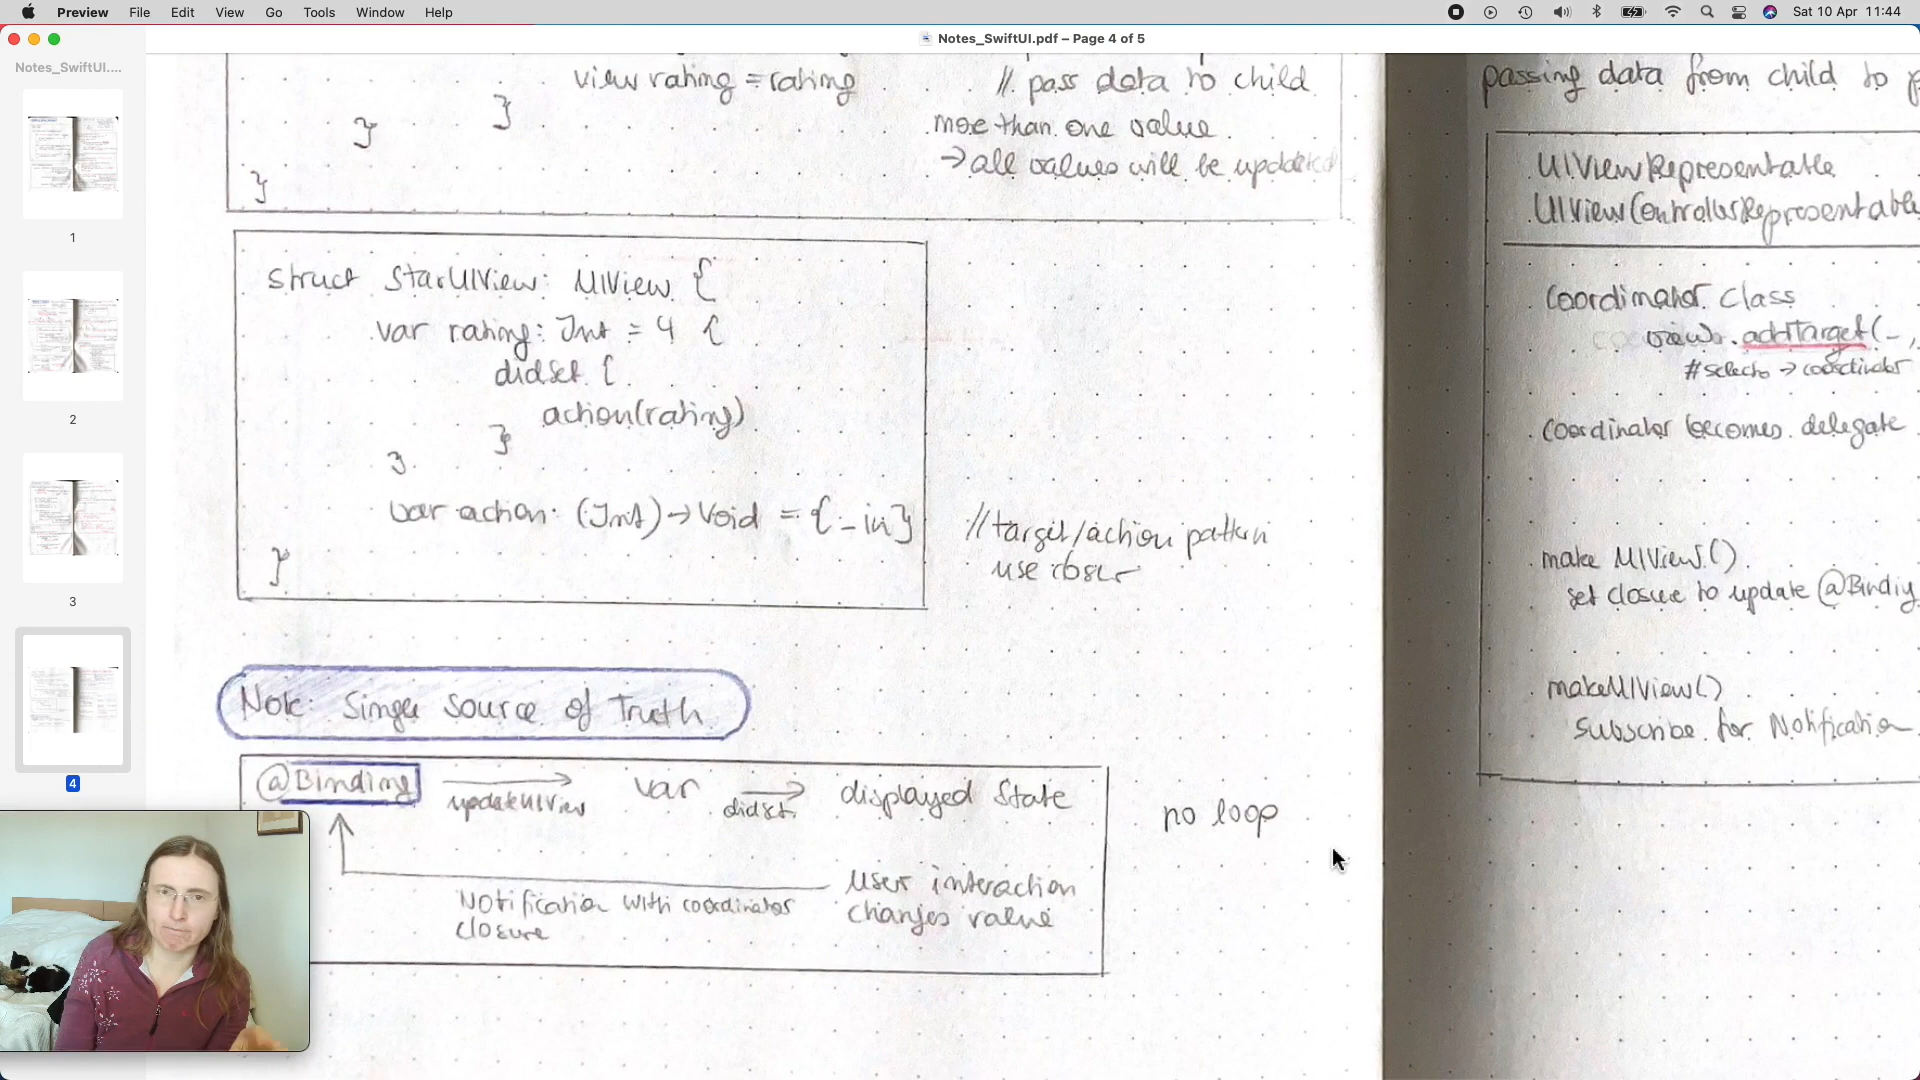 Preview File Edit View Go Tools Window Help
Sat 10 Apr 11:44
Notes_SwiftUI.pdf – Page 4 of 5
Notes_SwiftUI....
1
2
3
4
view rating = rating
}
}
}
// pass data to child
more than one value
→ all values will be updated
struct StarUIView: UIView {
var rating: Int = 4 {
didset {
action(rating)
}
}
var action: (Int) → Void = { _ in }
}
// target/action pattern
use
Note: Single Source of Truth
@Binding
updateUIView
var
didset
displayed State
no loop
Notification with coordinator
closure
user interaction
changes value
passing data from child to p
UIViewRepresentable
UIViewControllerRepresentable
Coordinator Class
view.addTarget(_,
#selecto → coordinator
coordinator becomes delegate
make UIView()
set closure to update @Binding
makeUIView()
Subscribe for Notification